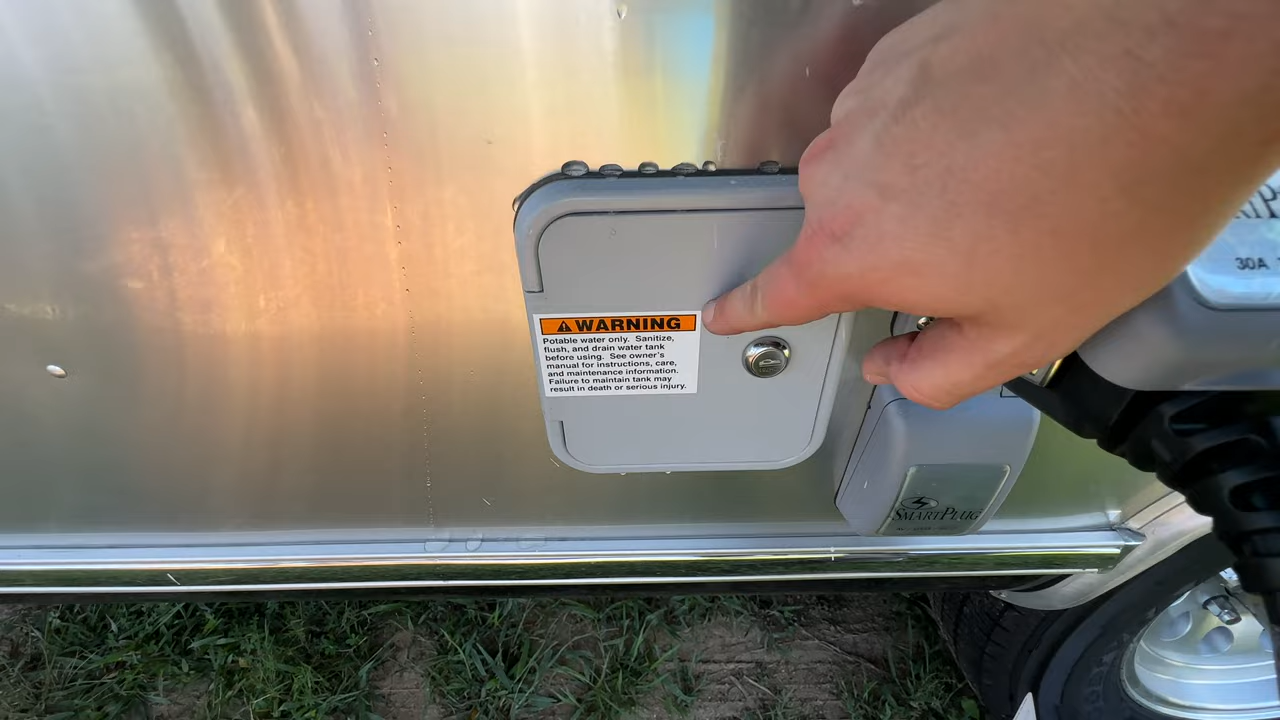 WARNING
Potable water only. Sanitize,
flush, and drain water tank
before using. See owner's
manual for instructions, care,
and maintenance information.
Failure to maintain tank may
result in death or serious injury.
30A
SMARTPLUG